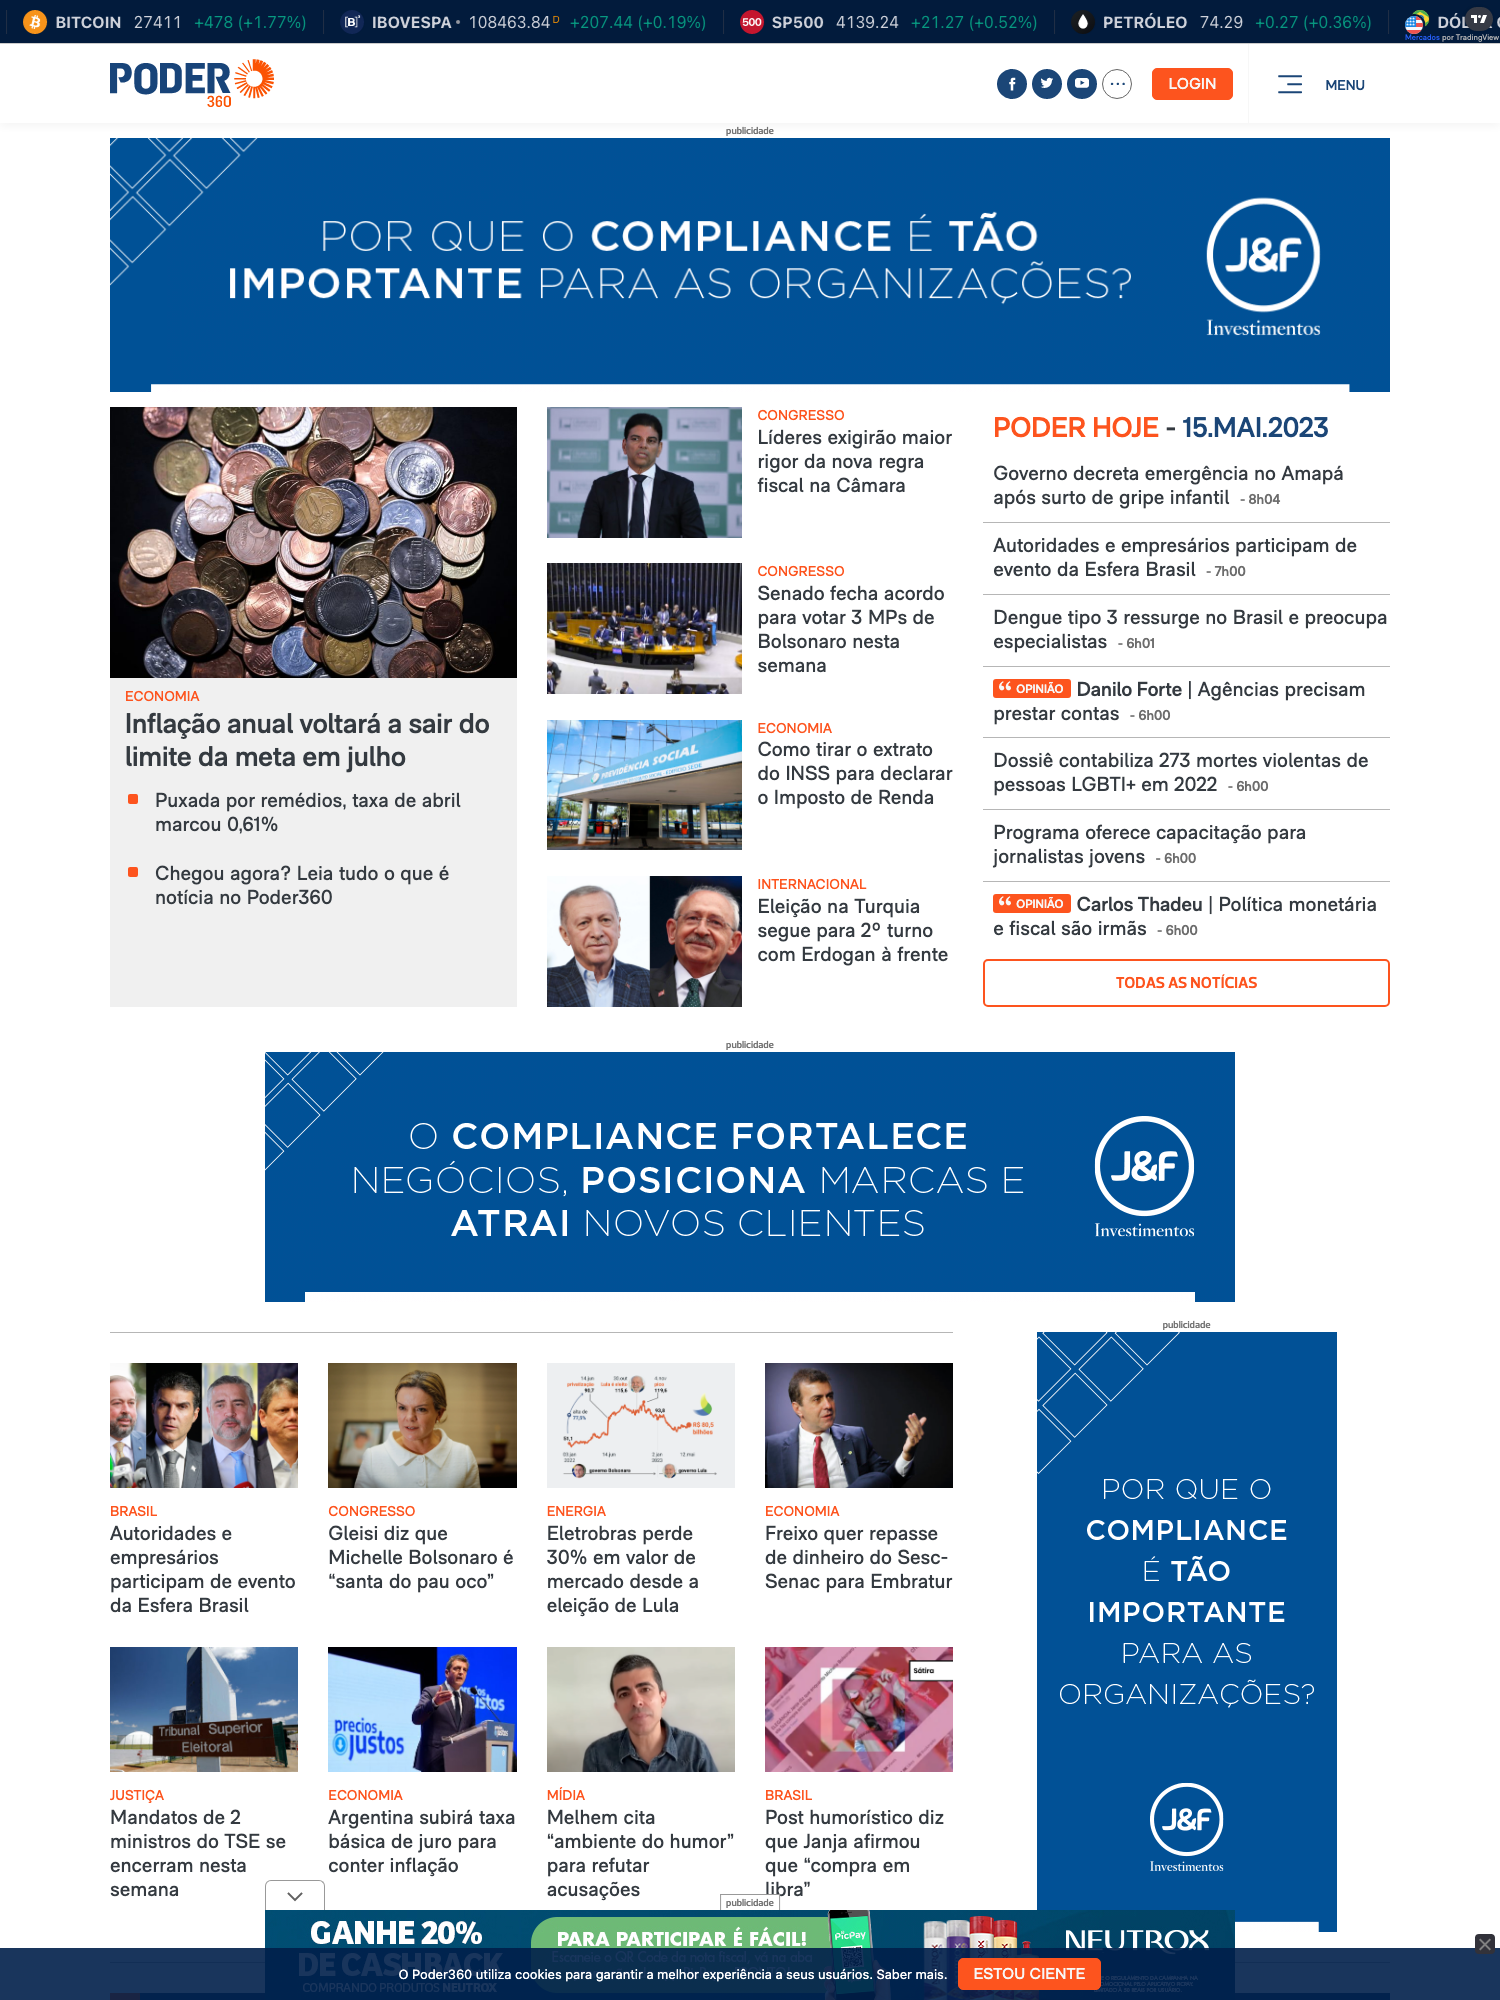 BITCOIN 27411 +478 (+1.77%) IBOVESPA • 108463.84 D +207.44 (+0.19%) SP500 4139.24 +21.27 (+0.52%) PETRÓLEO 74.29 +0.27 (+0.36%)
Mercados por TradingView
PODER
360
LOGIN
MENU
publicidade
POR QUE O COMPLIANCE É TÃO
IMPORTANTE PARA AS ORGANIZAÇÕES?
J&F
Investimentos
ECONOMIA
Inflação anual voltará a sair do
limite da meta em julho
Puxada por remédios, taxa de abril
marcou 0,61%
Chegou agora? Leia tudo o que é
notícia no Poder360
CONGRESSO
Líderes exigirão maior
rigor da nova regra
fiscal na Câmara
CONGRESSO
Senado fecha acordo
para votar 3 MPs de
Bolsonaro nesta
semana
PREVIDÊNCIA SOCIAL
ECONOMIA
Como tirar o extrato
do INSS para declarar
o Imposto de Renda
INTERNACIONAL
Eleição na Turquia
segue para 2º turno
com Erdogan à frente
PODER HOJE - 15.MAI.2023
Governo decreta emergência no Amapá
após surto de gripe infantil - 8h04
Autoridades e empresários participam de
evento da Esfera Brasil - 7h00
Dengue tipo 3 ressurge no Brasil e preocupa
especialistas - 6h01
“ OPINIÃO Danilo Forte | Agências precisam
prestar contas - 6h00
Dossiê contabiliza 273 mortes violentas de
pessoas LGBTI+ em 2022 - 6h00
Programa oferece capacitação para
jornalistas jovens - 6h00
“ OPINIÃO Carlos Thadeu | Política monetária
e fiscal são irmãs - 6h00
TODAS AS NOTÍCIAS
publicidade
O COMPLIANCE FORTALECE
NEGÓCIOS, POSICIONA MARCAS E
ATRAI NOVOS CLIENTES
J&F
Investimentos
BRASIL
Autoridades e
empresários
participam de evento
da Esfera Brasil
CONGRESSO
Gleisi diz que
Michelle Bolsonaro é
“santa do pau oco”
ENERGIA
Eletrobras perde
30% em valor de
mercado desde a
eleição de Lula
ECONOMIA
Freixo quer repasse
de dinheiro do Sesc-
Senac para Embratur
Tribunal Superior
Eleitoral
JUSTIÇA
Mandatos de 2
ministros do TSE se
encerram nesta
semana
precios
justos
ECONOMIA
Argentina subirá taxa
básica de juro para
conter inflação
MÍDIA
Melhem cita
“ambiente do humor”
para refutar
acusações
Sátira
BRASIL
Post humorístico diz
que Janja afirmou
que “compra em
libra”
publicidade
POR QUE O
COMPLIANCE
É TÃO
IMPORTANTE
PARA AS
ORGANIZAÇÕES?
J&F
Investimentos
publicidade
GANHE 20%
DE CASHBACK
COMPRANDO PRODUTOS NEUTROX
PARA PARTICIPAR É FÁCIL!
PicPay
NEUTROX
O Poder360 utiliza cookies para garantir a melhor experiência a seus usuários. Saber mais.
ESTOU CIENTE